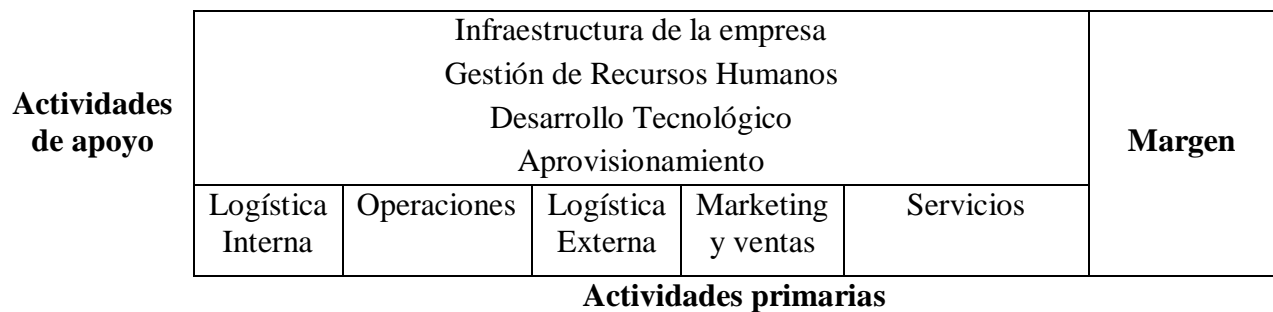 Infraestructura de la empresa
Gestión de Recursos Humanos
Desarrollo Tecnológico
Aprovisionamiento
Actividades
de apoyo
Margen
Logística
Interna
Operaciones
Logística
Externa
Marketing
y ventas
Servicios
Actividades primarias